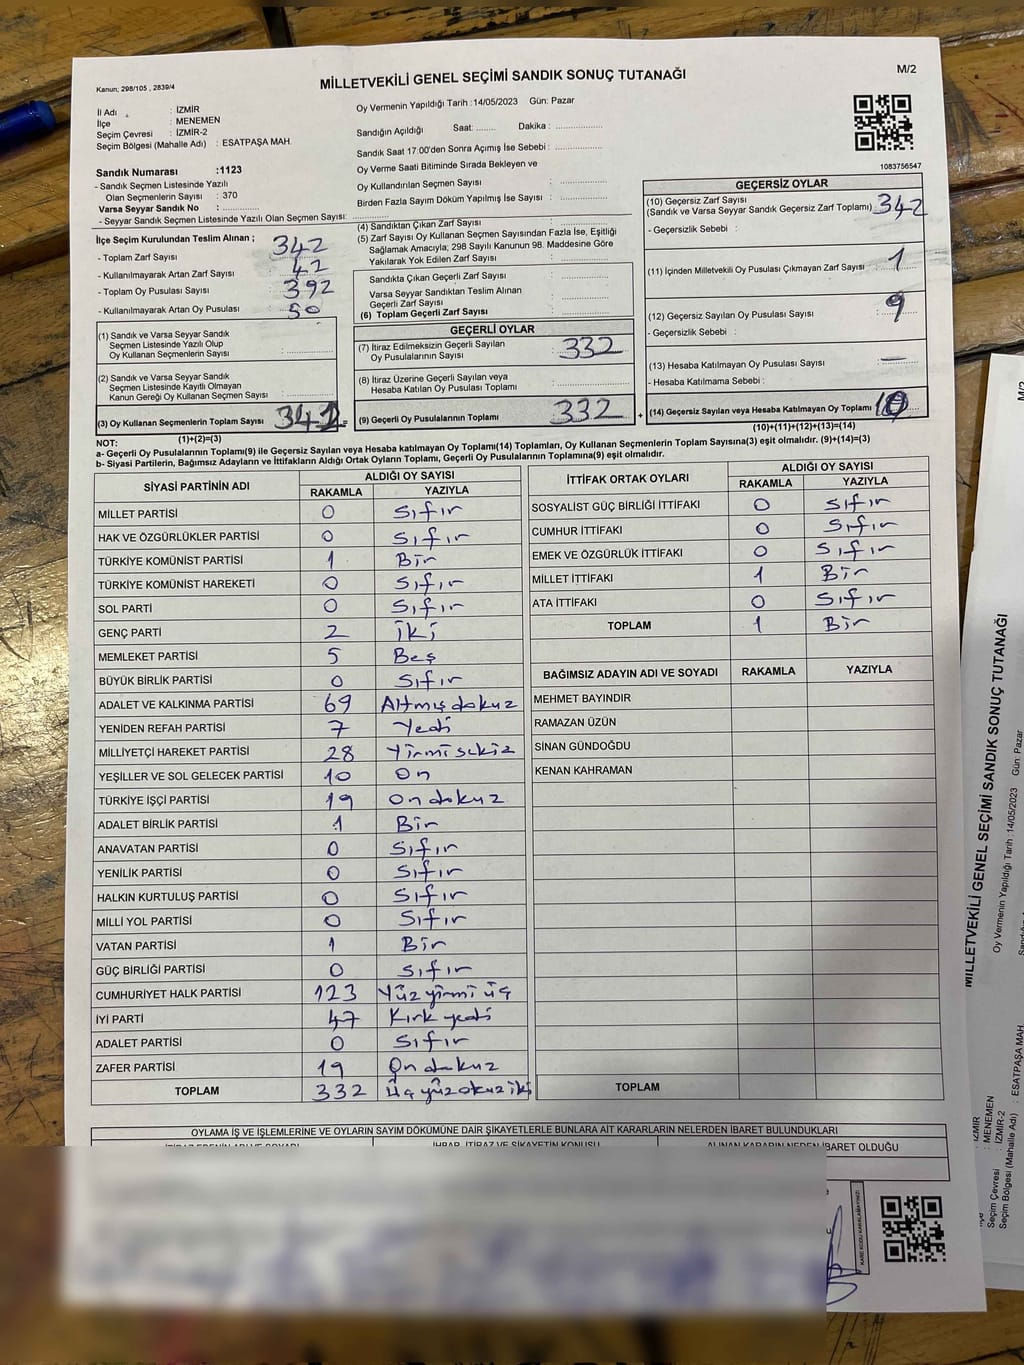 Kanun; 298/105 , 2839/4
MİLLETVEKİLİ GENEL SEÇİMİ SANDIK SONUÇ TUTANAĞI
M/2
İl Adı : İZMİR
İlçe : MENEMEN
Seçim Çevresi : İZMİR-2
Seçim Bölgesi (Mahalle Adı) : ESATPAŞA MAH.
Oy Vermenin Yapıldığı Tarih :14/05/2023 Gün: Pazar
Sandığın Açıldığı Saat: ........ Dakika : ....................
Sandık Saat 17:00'den Sonra Açımış İse Sebebi : ....................
Oy Verme Saati Bitiminde Sırada Bekleyen ve
Oy Kullandırılan Seçmen Sayısı : ....................
Birden Fazla Sayım Döküm Yapılmış İse Sayısı : ....................
1083756547
Sandık Numarası :1123
- Sandık Seçmen Listesinde Yazılı
Olan Seçmenlerin Sayısı : 370
Varsa Seyyar Sandık No : ....................
- Seyyar Sandık Seçmen Listesinde Yazılı Olan Seçmen Sayısı: ....................
İlçe Seçim Kurulundan Teslim Alınan ;
- Toplam Zarf Sayısı 342
- Kullanılmayarak Artan Zarf Sayısı 42
- Toplam Oy Pusulası Sayısı 392
- Kullanılmayarak Artan Oy Pusulası 50
(1) Sandık ve Varsa Seyyar Sandık
Seçmen Listesinde Yazılı Olup
Oy Kullanan Seçmenlerin Sayısı : ....................
(2) Sandık ve Varsa Seyyar Sandık
Seçmen Listesinde Kayıtlı Olmayan
Kanun Gereği Oy Kullanan Seçmen Sayısı : ....................
(3) Oy Kullanan Seçmenlerin Toplam Sayısı 342 =
(1)+(2)=(3)
(4) Sandıktan Çıkan Zarf Sayısı : ....................
(5) Zarf Sayısı Oy Kullanan Seçmen Sayısından Fazla İse, Eşitliği
Sağlamak Amacıyla; 298 Sayılı Kanunun 98. Maddesine Göre
Yakılarak Yok Edilen Zarf Sayısı : ....................
Sandıkta Çıkan Geçerli Zarf Sayısı : ....................
Varsa Seyyar Sandıktan Teslim Alınan
Geçerli Zarf Sayısı : ....................
(6) Toplam Geçerli Zarf Sayısı : ....................
GEÇERLİ OYLAR
(7) İtiraz Edilmeksizin Geçerli Sayılan
Oy Pusulalarının Sayısı 332
(8) İtiraz Üzerine Geçerli Sayılan veya
Hesaba Katılan Oy Pusulası Toplamı : ....................
(9) Geçerli Oy Pusulalarının Toplamı 332 +
GEÇERSİZ OYLAR
(10) Geçersiz Zarf Sayısı
(Sandık ve Varsa Seyyar Sandık Geçersiz Zarf Toplamı) 342
- Geçersizlik Sebebi :
(11) İçinden Milletvekili Oy Pusulası Çıkmayan Zarf Sayısı 1
(12) Geçersiz Sayılan Oy Pusulası Sayısı : 9
- Geçersizlik Sebebi :
(13) Hesaba Katılmayan Oy Pusulası Sayısı : —
- Hesaba Katılmama Sebebi :
(14) Geçersiz Sayılan veya Hesaba Katılmayan Oy Toplamı 10
(10)+(11)+(12)+(13)=(14)
NOT:
a- Geçerli Oy Pusulalarının Toplamı(9) ile Geçersiz Sayılan veya Hesaba katılmayan Oy Toplamı(14) Toplamları, Oy Kullanan Seçmenlerin Toplam Sayısına(3) eşit olmalıdır. (9)+(14)=(3)
b- Siyasi Partilerin, Bağımsız Adayların ve İttifakların Aldığı Ortak Oyların Toplamı, Geçerli Oy Pusulalarının Toplamına(9) eşit olmalıdır.
SİYASİ PARTİNİN ADI ALDIĞI OY SAYISI
RAKAMLA YAZIYLA
MİLLET PARTİSİ 0 Sıfır
HAK VE ÖZGÜRLÜKLER PARTİSİ 0 Sıfır
TÜRKİYE KOMÜNİST PARTİSİ 1 Bir
TÜRKİYE KOMÜNİST HAREKETİ 0 Sıfır
SOL PARTİ 0 Sıfır
GENÇ PARTİ 2 İki
MEMLEKET PARTİSİ 5 Beş
BÜYÜK BİRLİK PARTİSİ 0 Sıfır
ADALET VE KALKINMA PARTİSİ 69 Altmışdokuz
YENİDEN REFAH PARTİSİ 7 Yedi
MİLLİYETÇİ HAREKET PARTİSİ 28 Yirmisekiz
YEŞİLLER VE SOL GELECEK PARTİSİ 10 On
TÜRKİYE İŞÇİ PARTİSİ 19 Ondokuz
ADALET BİRLİK PARTİSİ 1 Bir
ANAVATAN PARTİSİ 0 Sıfır
YENİLİK PARTİSİ 0 Sıfır
HALKIN KURTULUŞ PARTİSİ 0 Sıfır
MİLLİ YOL PARTİSİ 0 Sıfır
VATAN PARTİSİ 1 Bir
GÜÇ BİRLİĞİ PARTİSİ 0 Sıfır
CUMHURİYET HALK PARTİSİ 123 Yüz yirmi üç
İYİ PARTİ 47 Kırk yedi
ADALET PARTİSİ 0 Sıfır
ZAFER PARTİSİ 19 Ondokuz
TOPLAM 332 Üçyüzokuziki
İTTİFAK ORTAK OYLARI ALDIĞI OY SAYISI
RAKAMLA YAZIYLA
SOSYALİST GÜÇ BİRLİĞİ İTTİFAKI 0 Sıfır
CUMHUR İTTİFAKI 0 Sıfır
EMEK VE ÖZGÜRLÜK İTTİFAKI 0 Sıfır
MİLLET İTTİFAKI 1 Bir
ATA İTTİFAKI 0 Sıfır
TOPLAM 1 Bir
BAĞIMSIZ ADAYIN ADI VE SOYADI RAKAMLA YAZIYLA
MEHMET BAYINDIR
RAMAZAN ÜZÜN
SİNAN GÜNDOĞDU
KENAN KAHRAMAN
TOPLAM
OYLAMA İŞ VE İŞLEMLERİNE VE OYLARIN SAYIM DÖKÜMÜNE DAİR ŞİKAYETLERLE BUNLARA AİT KARARLARIN NELERDEN İBARET BULUNDUKLARI
İHBAR, İTİRAZ VE ŞİKAYETİN KONUSU
ALINAN KARARIN NEDEN İBARET OLDUĞU
M/2
MİLLETVEKİLİ GENEL SEÇİMİ SANDIK SONUÇ TUTANAĞI
Oy Vermenin Yapıldığı Tarih :14/05/2023 Gün: Pazar
: İZMİR
: MENEMEN
Seçim Çevresi : İZMİR-2
Seçim Bölgesi (Mahalle Adı) : ESATPAŞA MAH